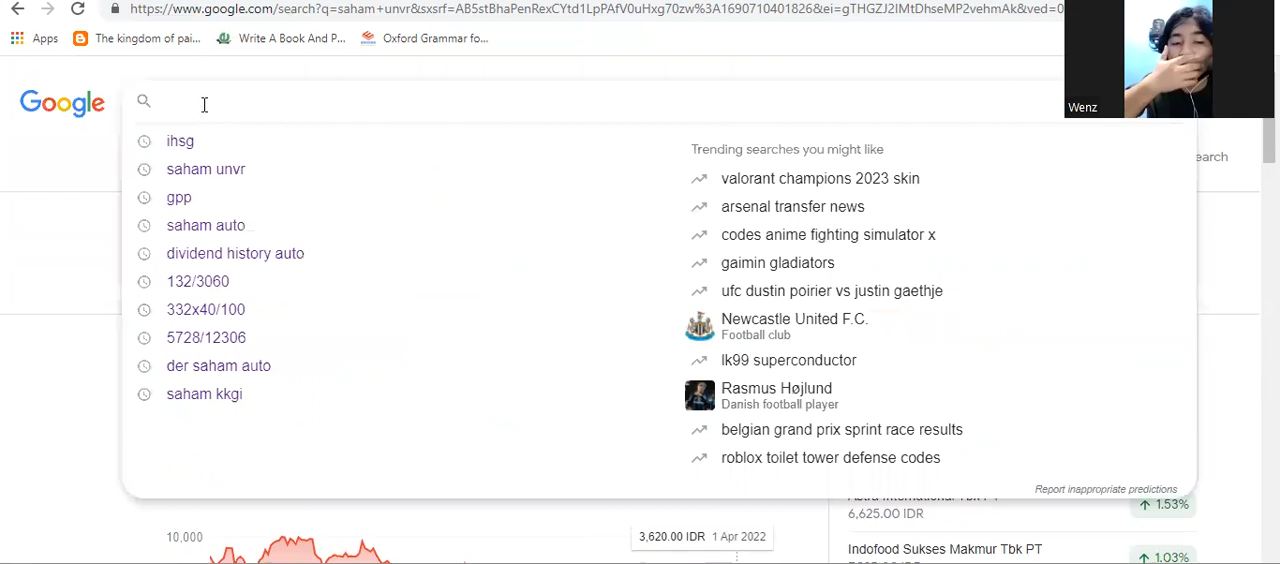 https://www.google.com/search?q=saham+unvr&sxsrf=AB5stBhaPenRexCYtd1LpPAfV0uHxg70zw%3A1690710401826&ei=gTHGZJ2IMtDhseMP2vehmAk&ved=0
Apps The kingdom of pai... Write A Book And P... Oxford Grammar fo...
Wenz
Google
ihsg
saham unvr
gpp
saham auto
dividend history auto
132/3060
332x40/100
5728/12306
der saham auto
saham kkgi
Trending searches you might like
valorant champions 2023 skin
arsenal transfer news
codes anime fighting simulator x
gaimin gladiators
ufc dustin poirier vs justin gaethje
Newcastle United F.C.
Football club
lk99 superconductor
Rasmus Højlund
Danish football player
belgian grand prix sprint race results
roblox toilet tower defense codes
Report inappropriate predictions
earch
Astra International Tbk PT
6,625.00 IDR
1.53%
10,000
3,620.00 IDR 1 Apr 2022
Indofood Sukses Makmur Tbk PT
1.03%